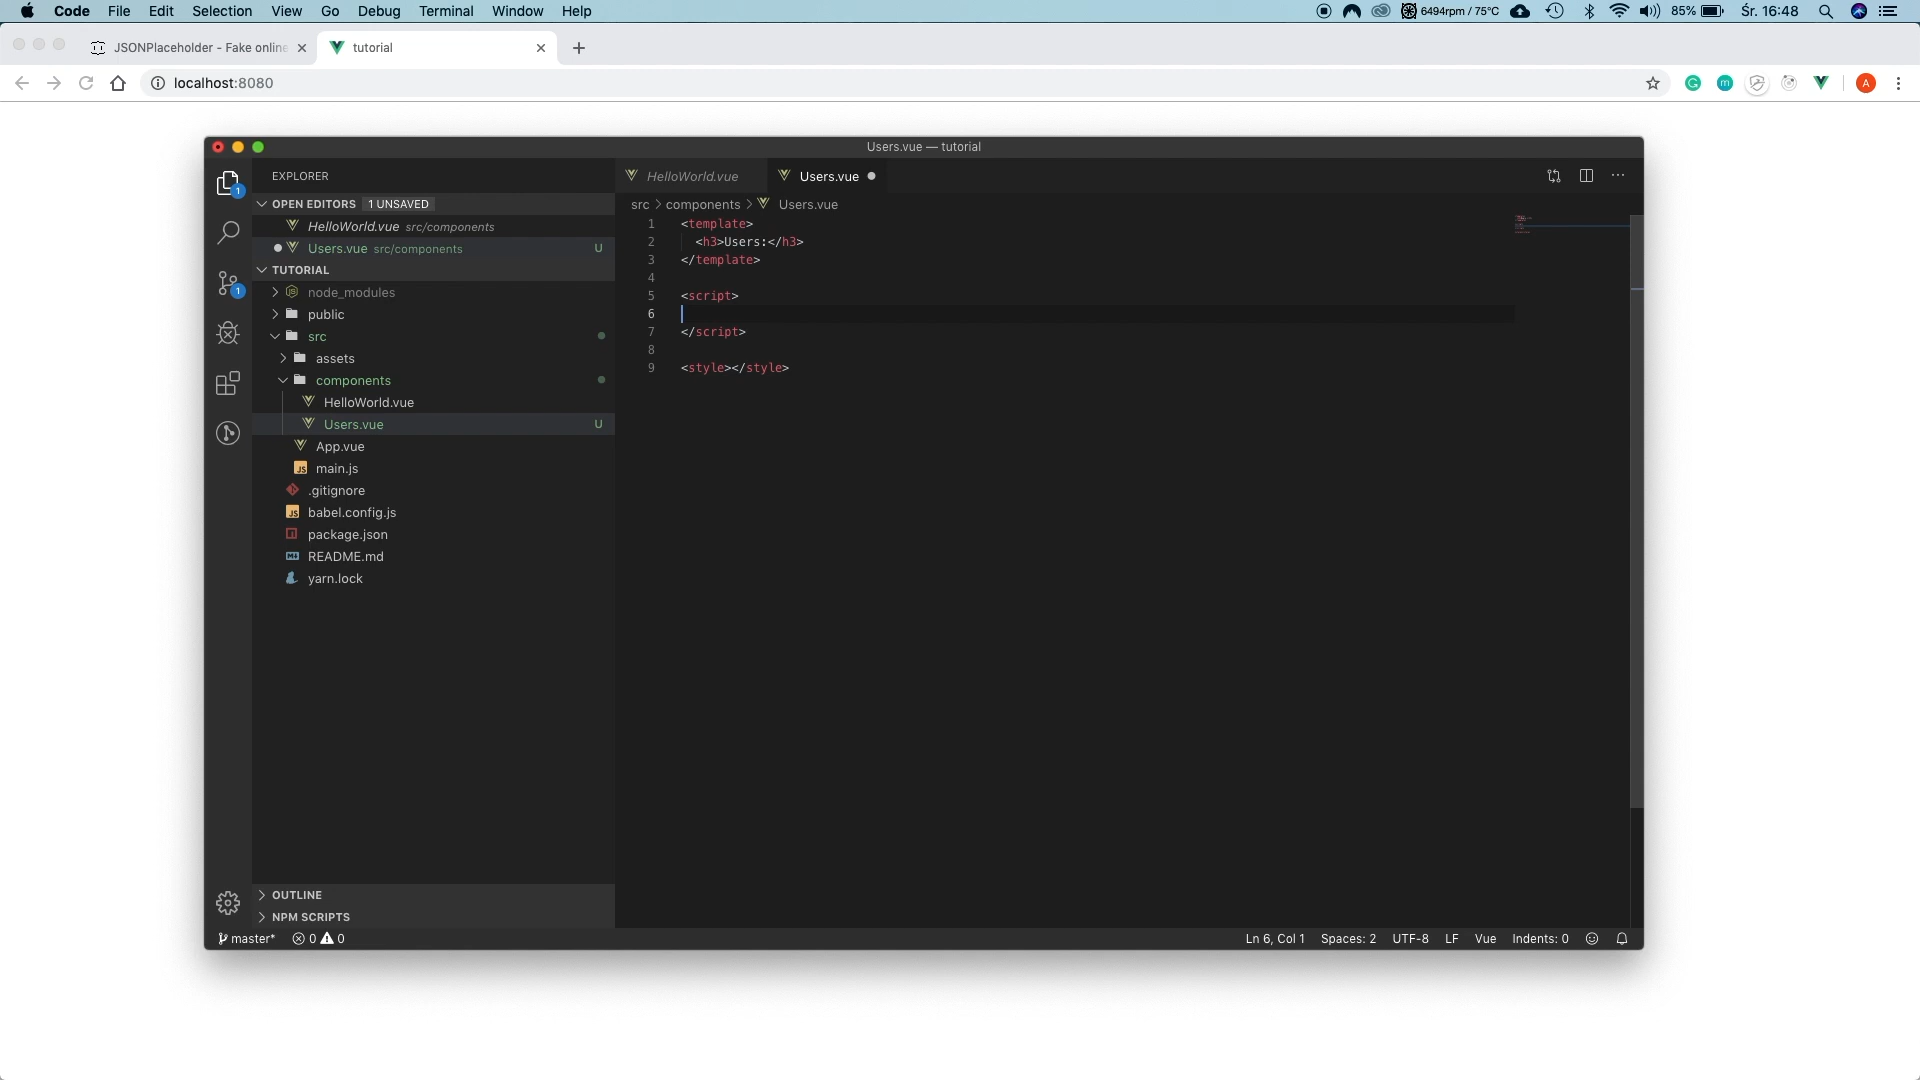 Code File Edit Selection View Go Debug Terminal Window Help 6494rpm / 75°C 85% Śr. 16:48
JSONPlaceholder - Fake online tutorial
localhost:8080 m A
Users.vue — tutorial
EXPLORER HelloWorld.vue Users.vue
OPEN EDITORS 1 UNSAVED src > components > Users.vue
HelloWorld.vue src/components
Users.vue src/components U
TUTORIAL
node_modules
public
src
assets
components
HelloWorld.vue
Users.vue U
App.vue
JS main.js
.gitignore
JS babel.config.js
package.json
README.md
yarn.lock
1 <template>
2 <h3>Users:</h3>
3 </template>
4
5 <script>
6
7 </script>
8
9 <style></style>
1
1
OUTLINE
NPM SCRIPTS
master* 0 0 Ln 6, Col 1 Spaces: 2 UTF-8 LF Vue Indents: 0